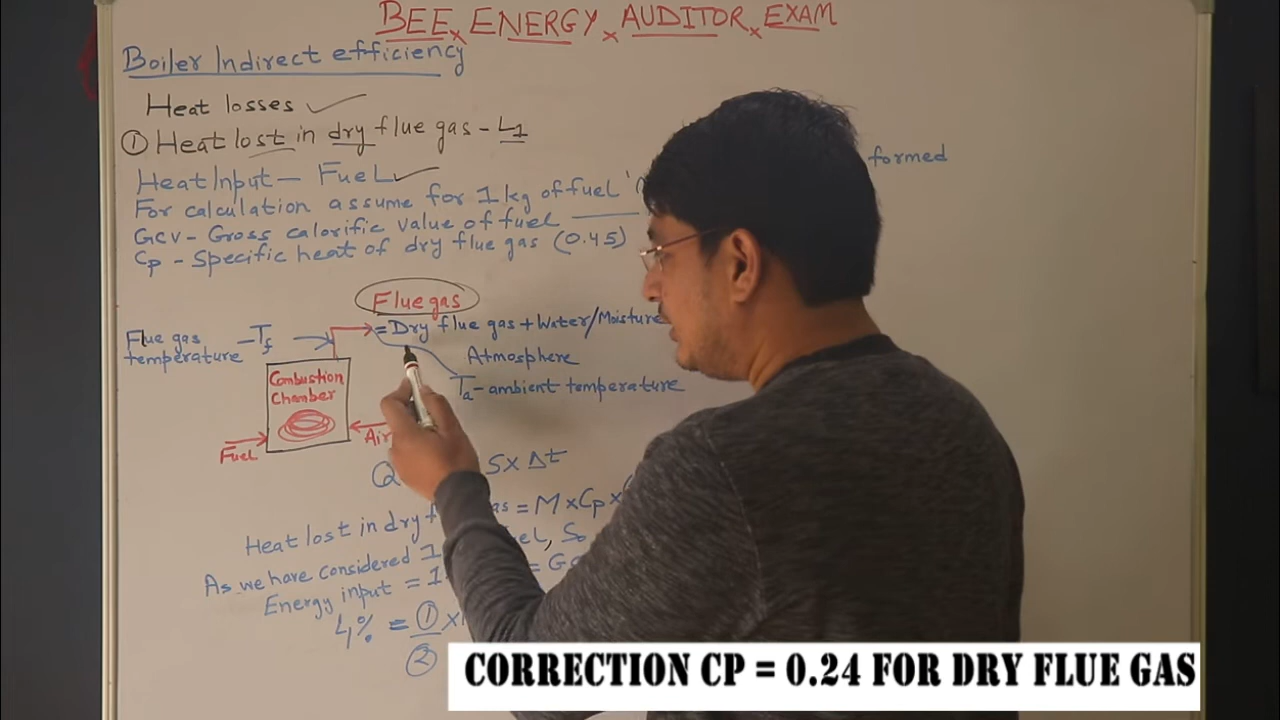 BEE ENERGY AUDITOR EXAM
Boiler Indirect efficiency
Heat losses
① Heat lost in dry flue gas - L1
Heat Input - FueL
For calculation assume for 1 kg of fuel formed
GCV - Gross calorific value of fuel
Cp - Specific heat of dry flue gas (0.45)
Flue gas
= Dry flue gas + Water/Moisture
Flue gas temperature - Tf
Atmosphere
Ta - ambient temperature
Combustion
Chamber
Air
Fuel
Q S x Δt
Heat lost in dry = M x Cp x
As we have considered 1 So
Energy input = 1 =
L1% = ① x
②
CORRECTION CP = 0.24 FOR DRY FLUE GAS